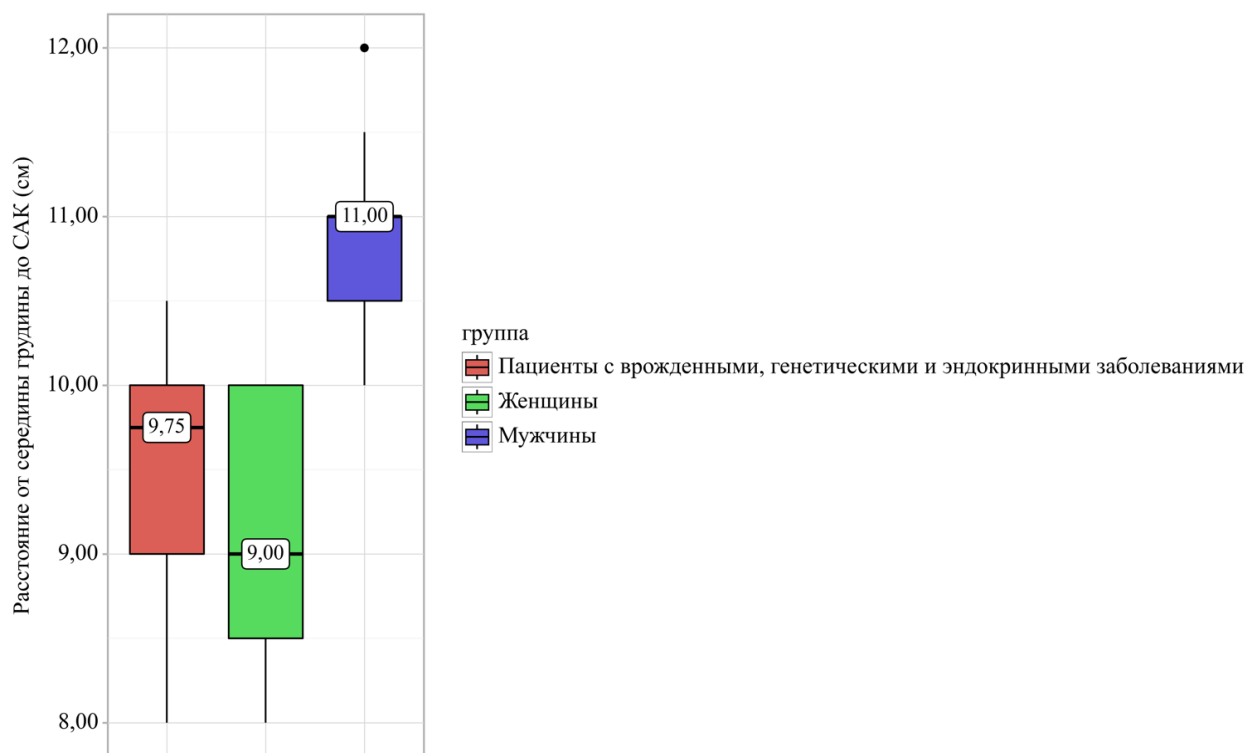 Расстояние от середины грудины до САК (см)
12,00
11,00
10,00
9,00
8,00
11,00
9,75
9,00
группа
Пациенты с врожденными, генетическими и эндокринными заболеваниями
Женщины
Мужчины